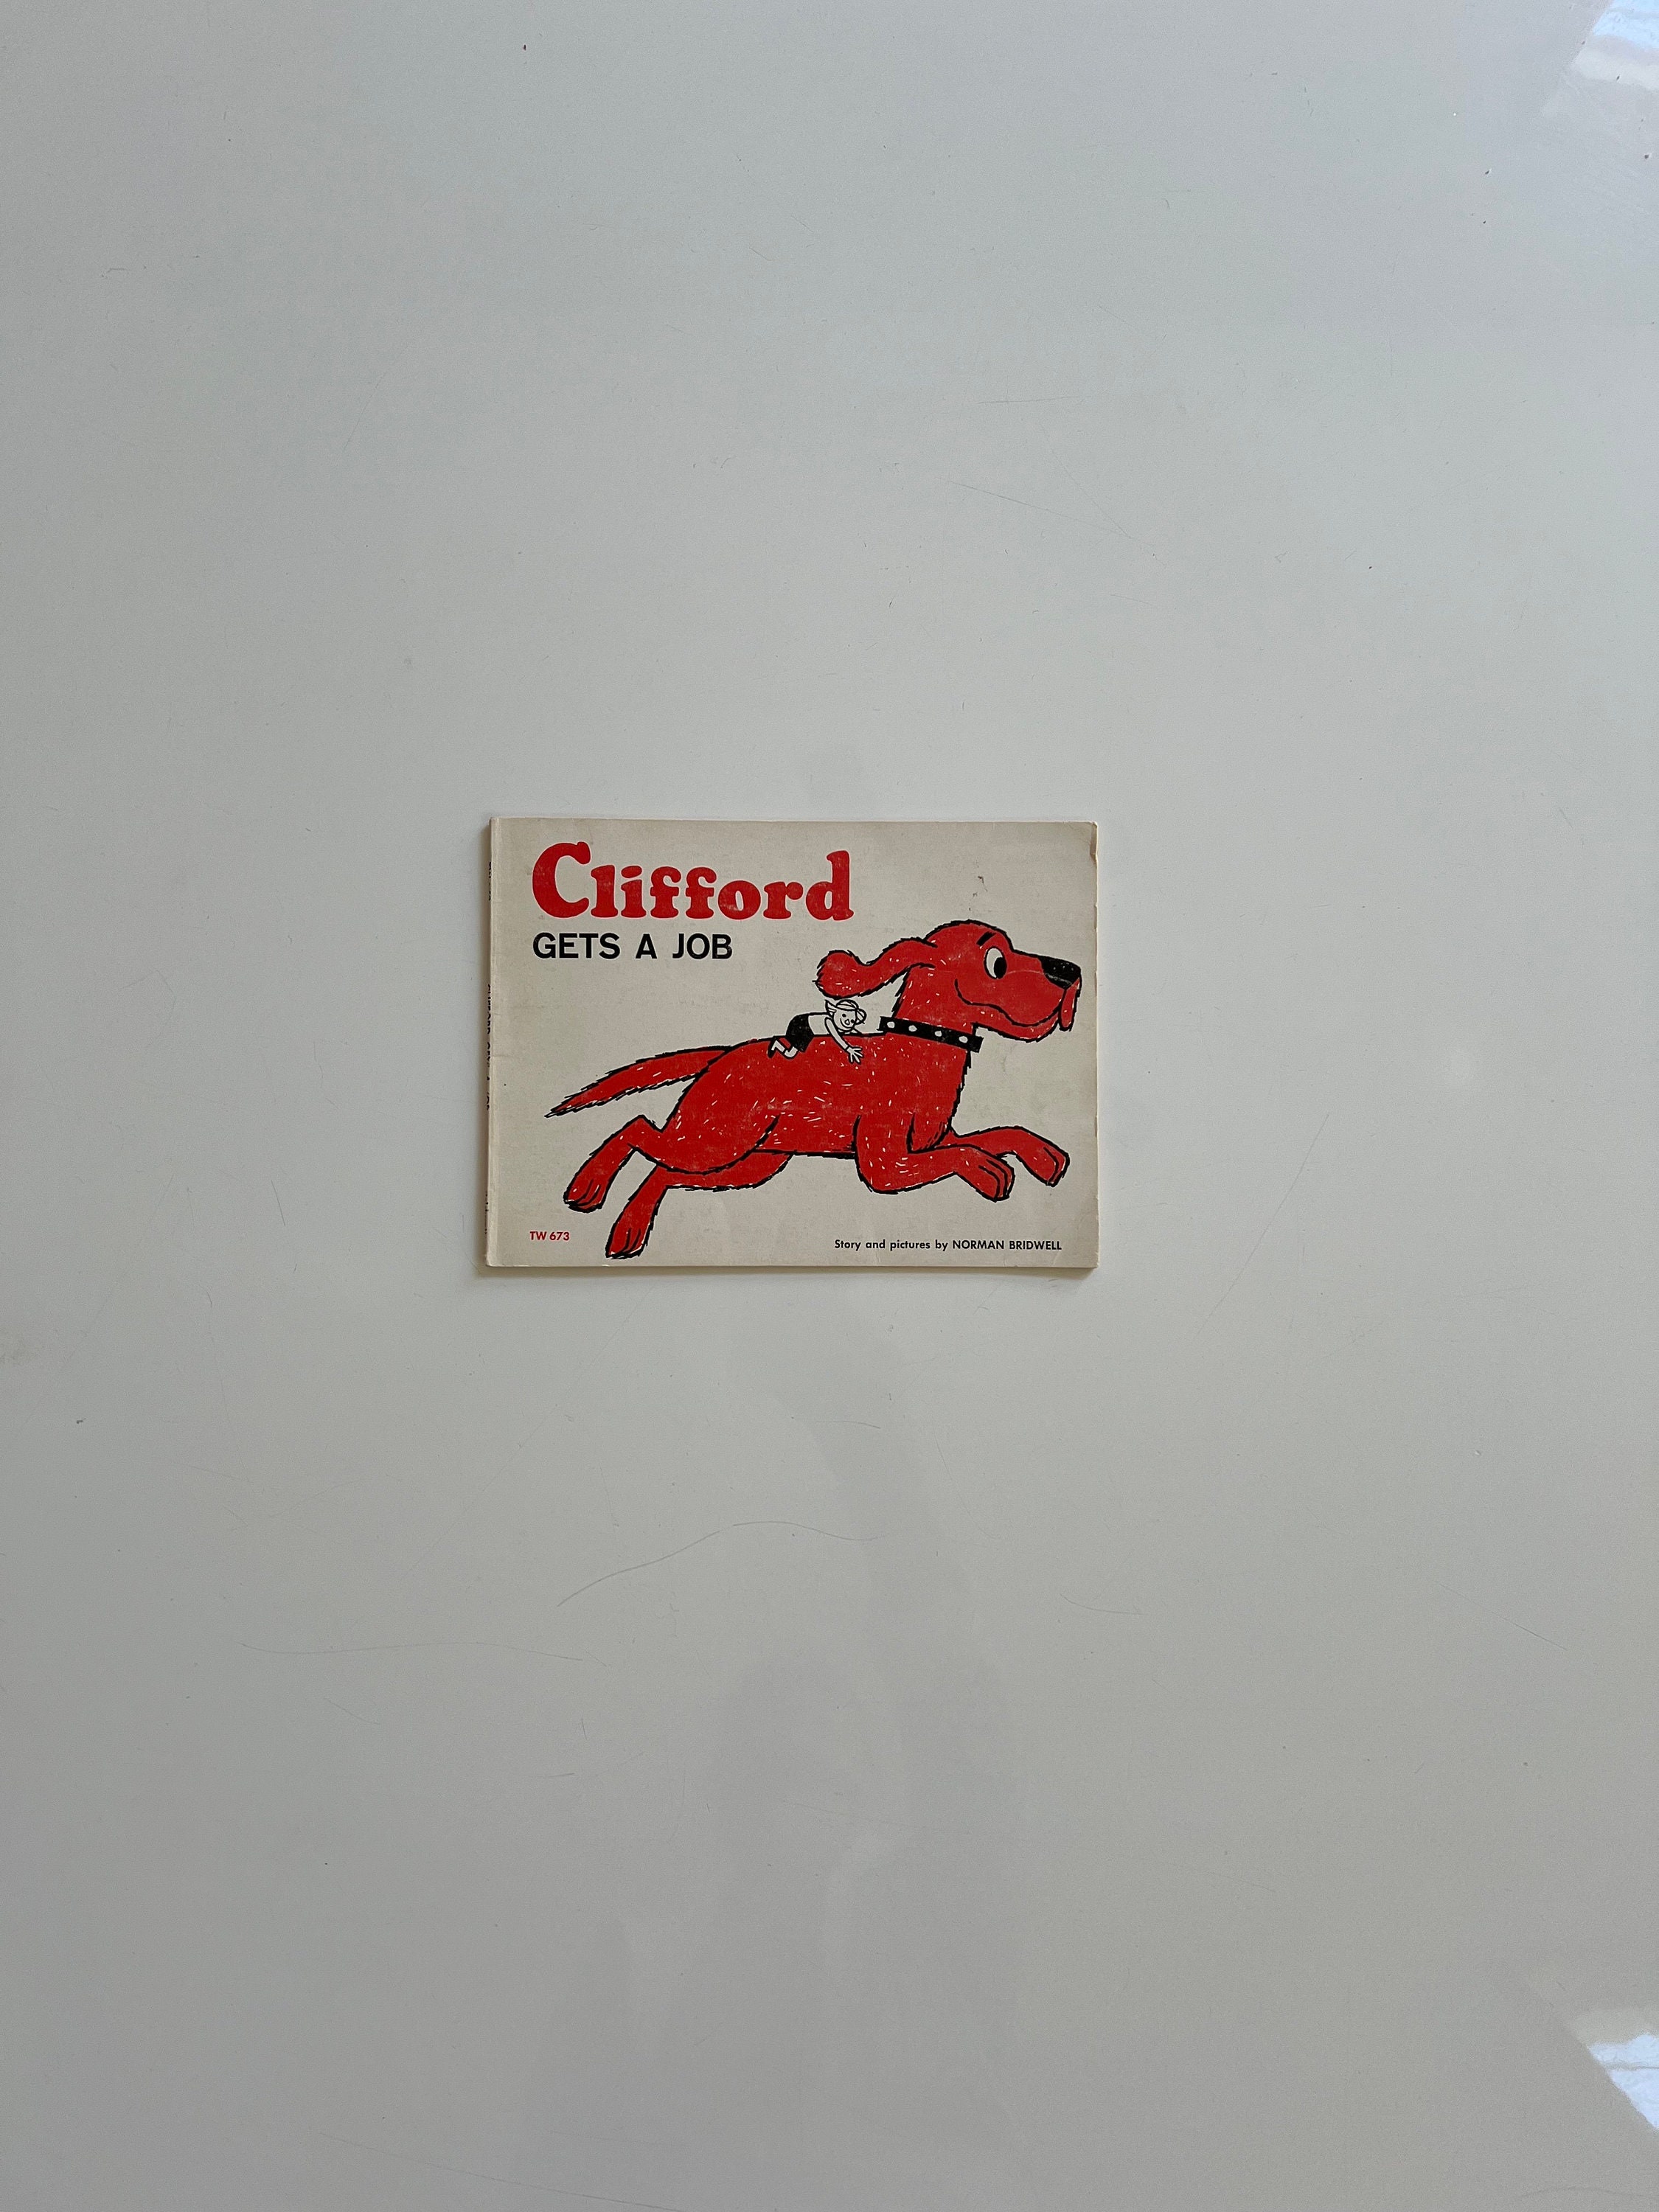 Clifford
GETS A JOB
TW 673
Story and pictures by NORMAN BRIDWELL